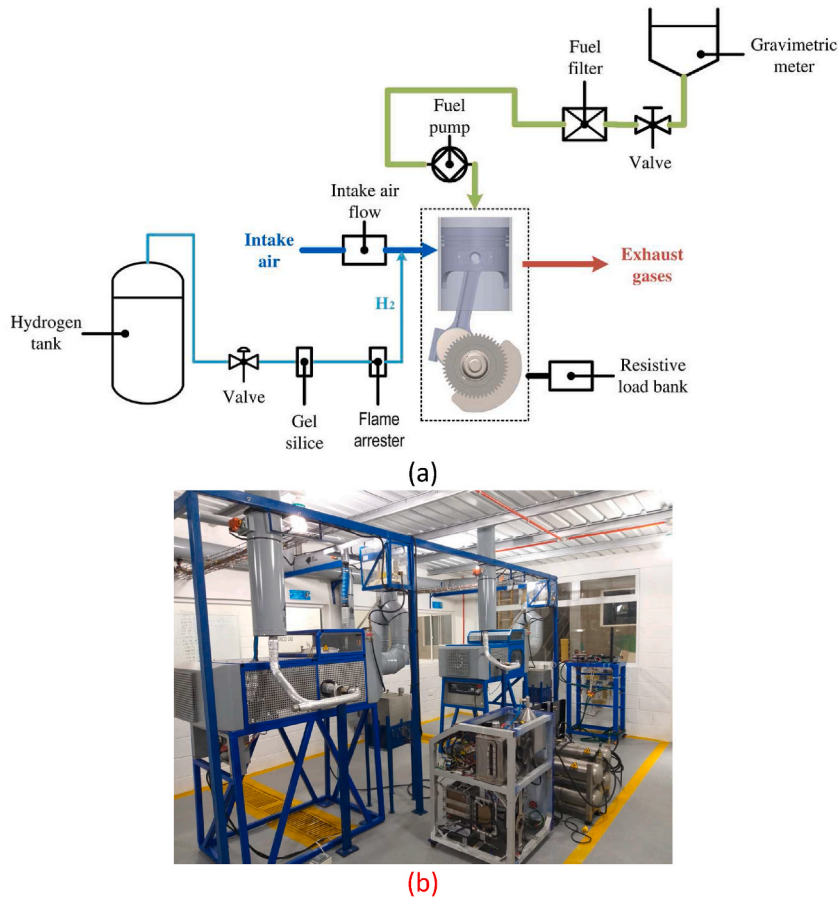 Fuel
filter
Gravimetric
meter
Fuel
pump
Valve
Intake air
flow
Intake
air
Exhaust
gases
H₂
Hydrogen
tank
Valve
Gel
silice
Flame
arrester
Resistive
load bank
(a)
(b)